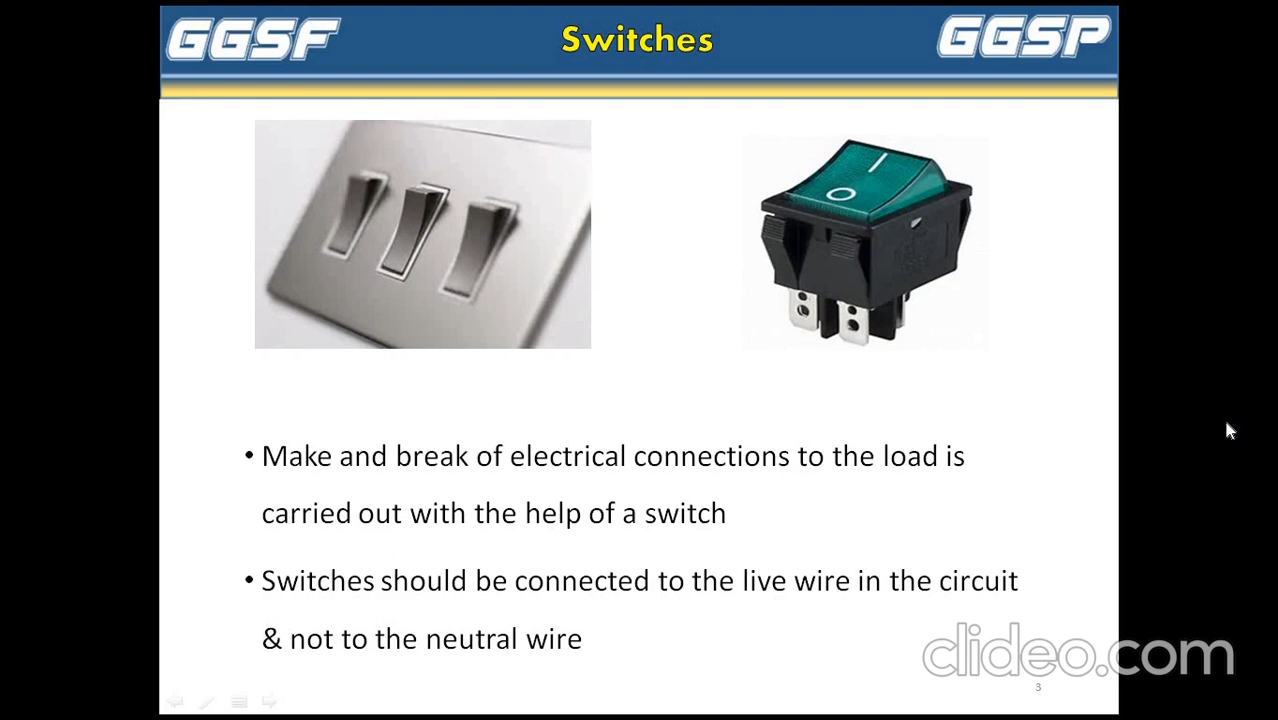 GGSF
Switches
GGSP
• Make and break of electrical connections to the load is
carried out with the help of a switch
• Switches should be connected to the live wire in the circuit
& not to the neutral wire
clideo.com
3